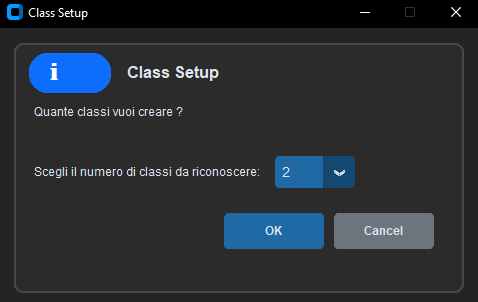 Class Setup
i Class Setup
Quante classi vuoi creare ?
Scegli il numero di classi da riconoscere: 2
OK Cancel